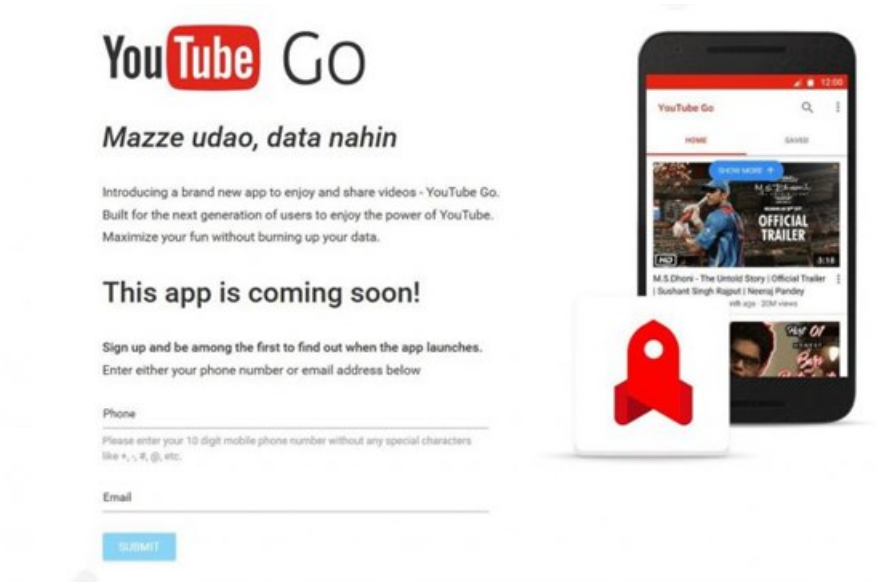 YouTube Go
Mazze udao, data nahin
Introducing a brand new app to enjoy and share videos - YouTube Go.
Built for the next generation of users to enjoy the power of YouTube.
Maximize your fun without burning up your data.
This app is coming soon!
Sign up and be among the first to find out when the app launches.
Enter either your phone number or email address below
Phone
Please enter your 10 digit mobile phone number without any special characters
like +, -, #, @, etc.
Email
SUBMIT
12:00
YouTube Go
HOME SAVED
SHOW MORE
M.S.Dhoni
OFFICIAL
TRAILER
HD 3:18
M.S.Dhoni - The Untold Story | Official Trailer
| Sushant Singh Rajput | Neeraj Pandey
ago · 20M views